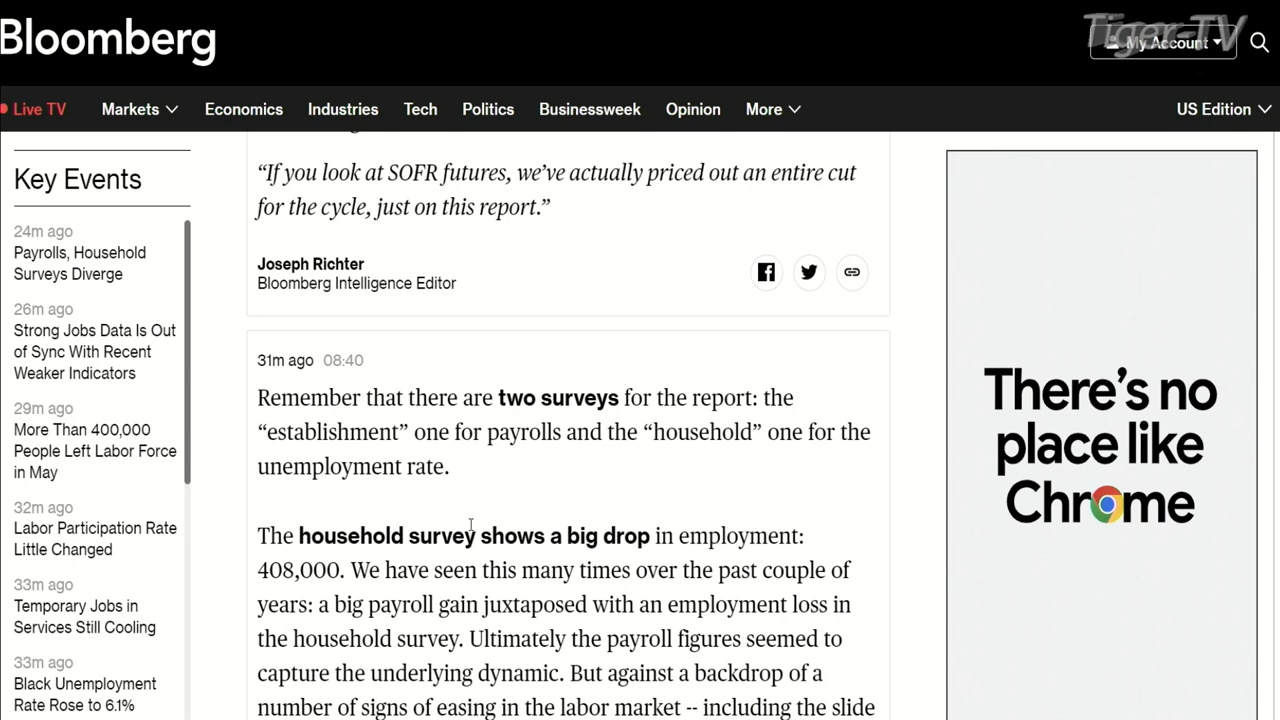 Bloomberg
Tiger-TV
My Account
Live TV
Markets
Economics
Industries
Tech
Politics
Businessweek
Opinion
More
US Edition
Key Events
24m ago
Payrolls, Household
Surveys Diverge
26m ago
Strong Jobs Data Is Out
of Sync With Recent
Weaker Indicators
29m ago
More Than 400,000
People Left Labor Force
in May
32m ago
Labor Participation Rate
Little Changed
33m ago
Temporary Jobs in
Services Still Cooling
33m ago
Black Unemployment
Rate Rose to 6.1%
“If you look at SOFR futures, we’ve actually priced out an entire cut
for the cycle, just on this report.”
Joseph Richter
Bloomberg Intelligence Editor
31m ago 08:40
Remember that there are two surveys for the report: the
“establishment” one for payrolls and the “household” one for the
unemployment rate.
The household survey shows a big drop in employment:
408,000. We have seen this many times over the past couple of
years: a big payroll gain juxtaposed with an employment loss in
the household survey. Ultimately the payroll figures seemed to
capture the underlying dynamic. But against a backdrop of a
number of signs of easing in the labor market -- including the slide
There’s no
place like
Chrome